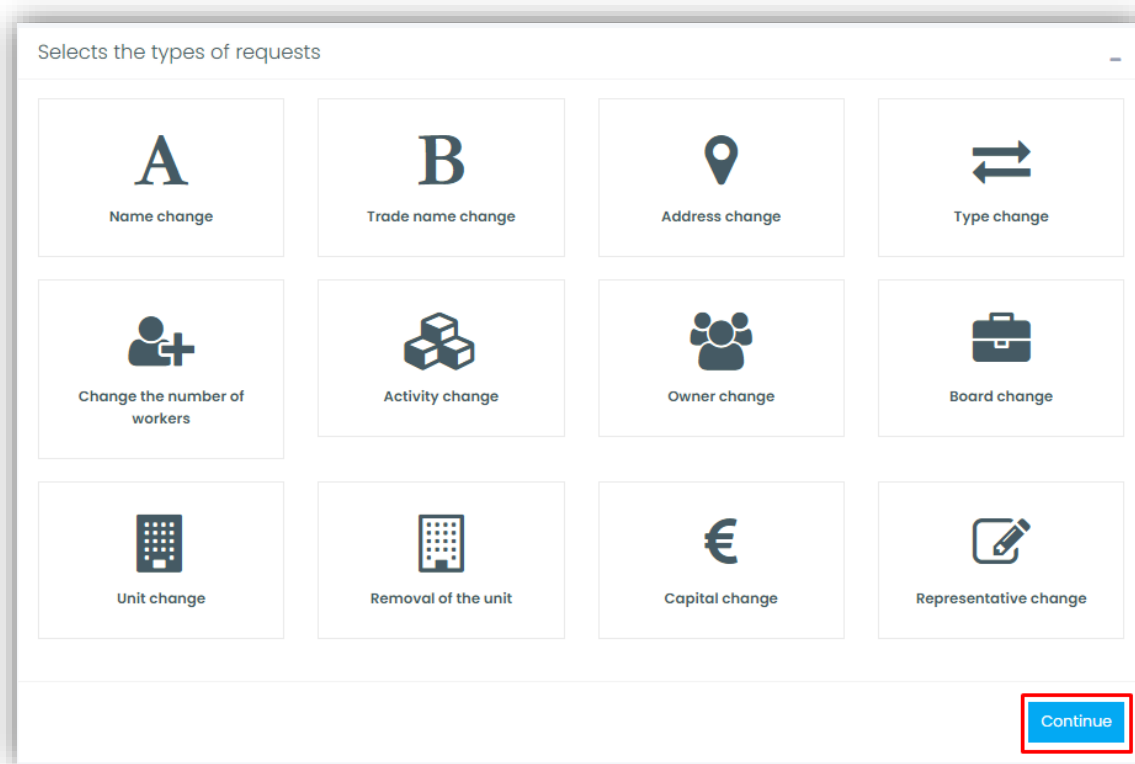 Selects the types of requests
A
B
Name change
Trade name change
Address change
Type change
Change the number of
workers
Activity change
Owner change
Board change
€
Unit change
Removal of the unit
Capital change
Representative change
Continue